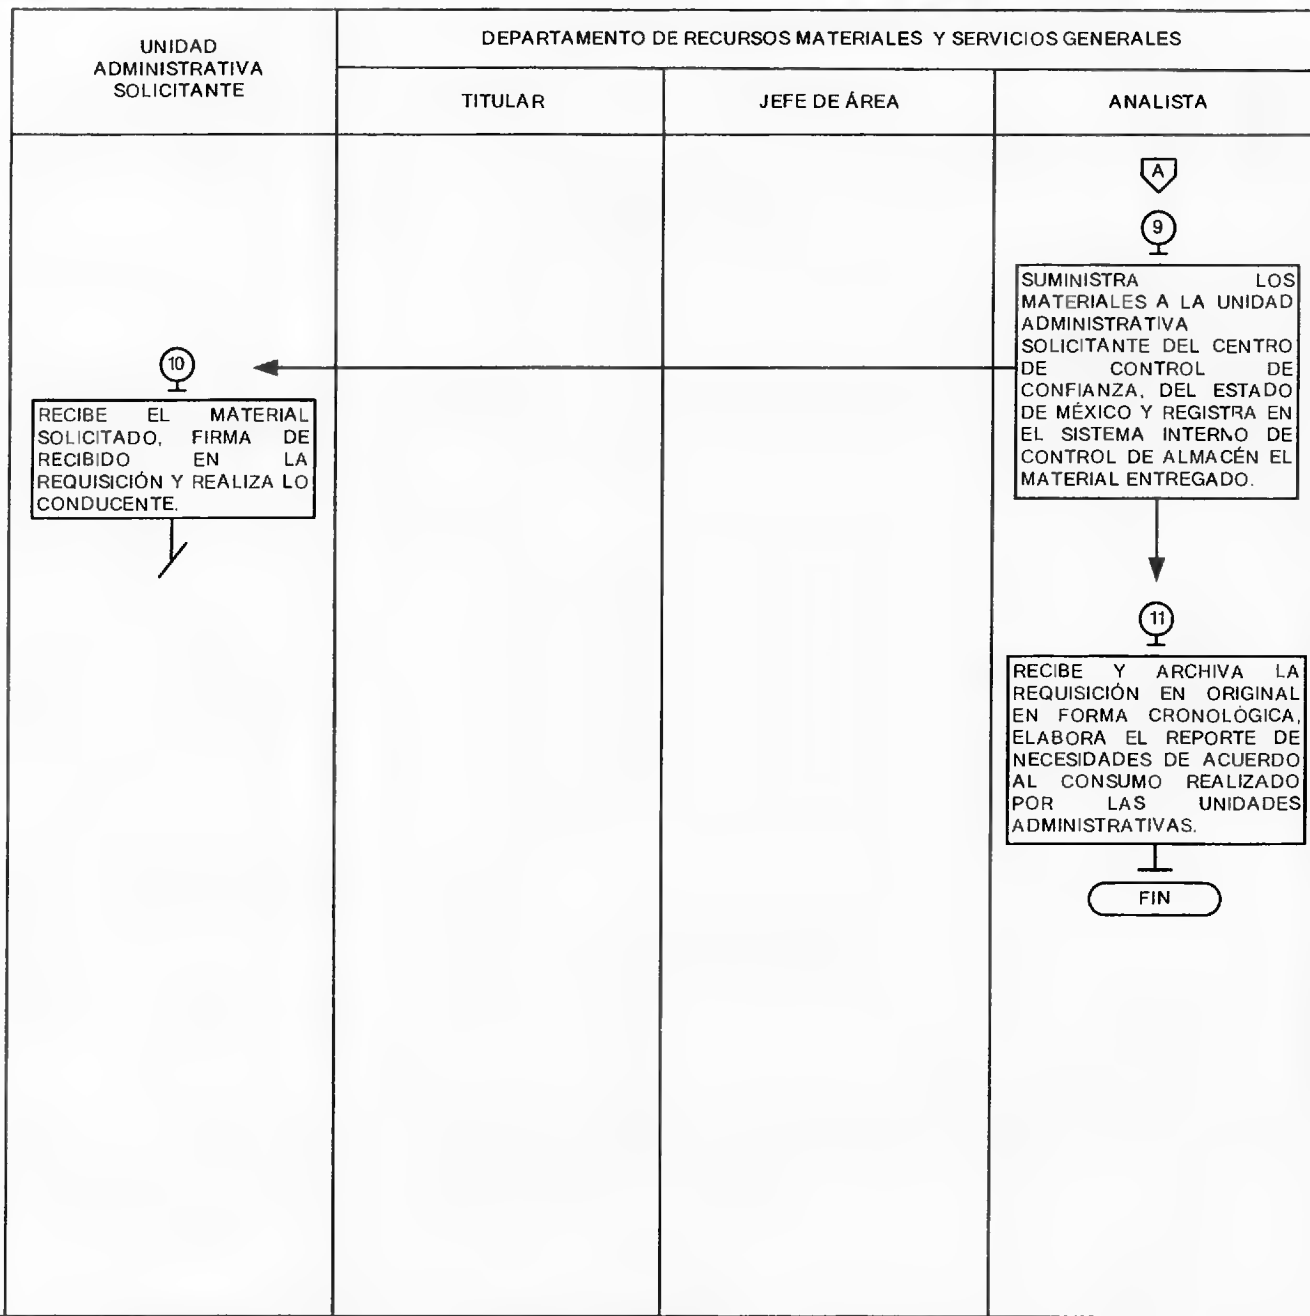 UNIDAD
ADMINISTRATIVA
SOLICITANTE
DEPARTAMENTO DE RECURSOS MATERIALES Y SERVICIOS GENERALES
TITULAR
JEFE DE ÁREA
ANALISTA
A
9
SUMINISTRA LOS
MATERIALES A LA UNIDAD
ADMINISTRATIVA
SOLICITANTE DEL CENTRO
DE CONTROL DE
CONFIANZA, DEL ESTADO
DE MÉXICO Y REGISTRA EN
EL SISTEMA INTERNO DE
CONTROL DE ALMACÉN EL
MATERIAL ENTREGADO.
10
RECIBE EL MATERIAL
SOLICITADO, FIRMA DE
RECIBIDO EN LA
REQUISICIÓN Y REALIZA LO
CONDUCENTE.
11
RECIBE Y ARCHIVA LA
REQUISICIÓN EN ORIGINAL
EN FORMA CRONOLÓGICA,
ELABORA EL REPORTE DE
NECESIDADES DE ACUERDO
AL CONSUMO REALIZADO
POR LAS UNIDADES
ADMINISTRATIVAS.
FIN